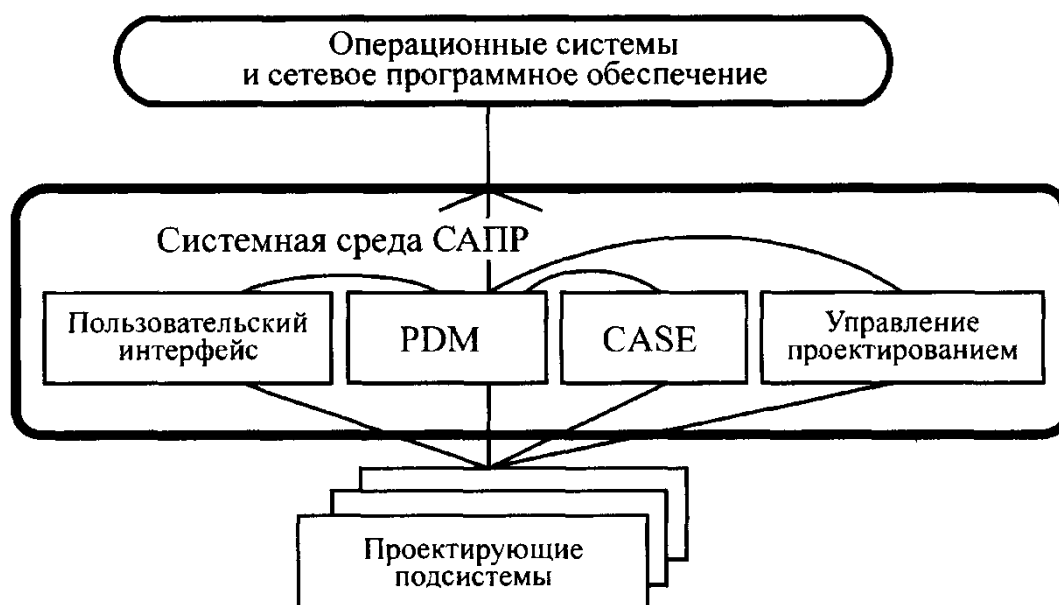 Операционные системы
и сетевое программное обеспечение
Системная среда САПР
Пользовательский
интерфейс
PDM
CASE
Управление
проектированием
Проектирующие
подсистемы